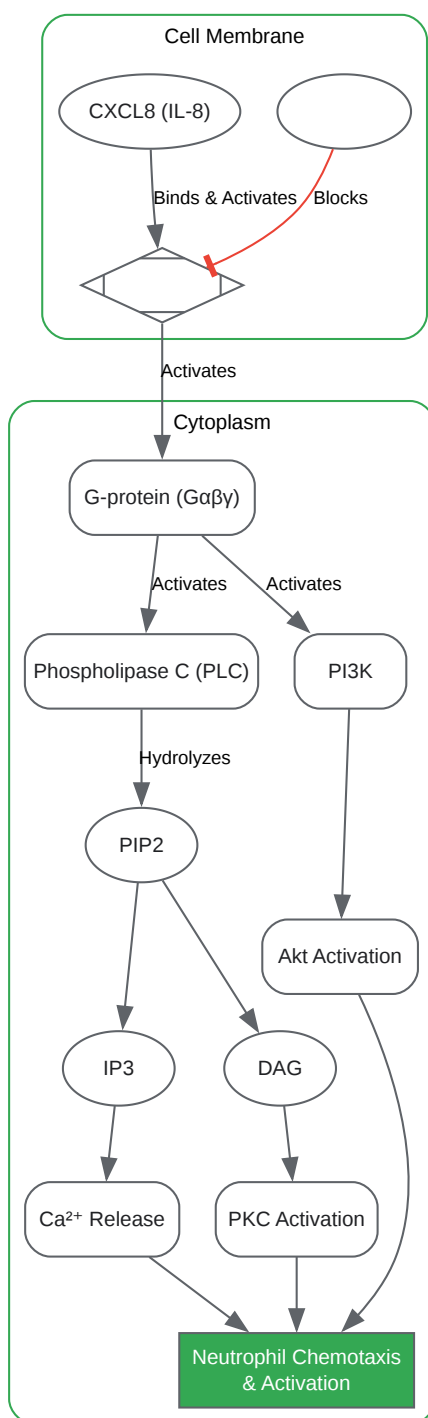 Cell Membrane
CXCL8 (IL-8)
Binds & Activates
Blocks
Activates
Cytoplasm
G-protein (Gαβγ)
Activates
Activates
Phospholipase C (PLC)
PI3K
Hydrolyzes
PIP2
Akt Activation
IP3
DAG
Ca²⁺ Release
PKC Activation
Neutrophil Chemotaxis
& Activation